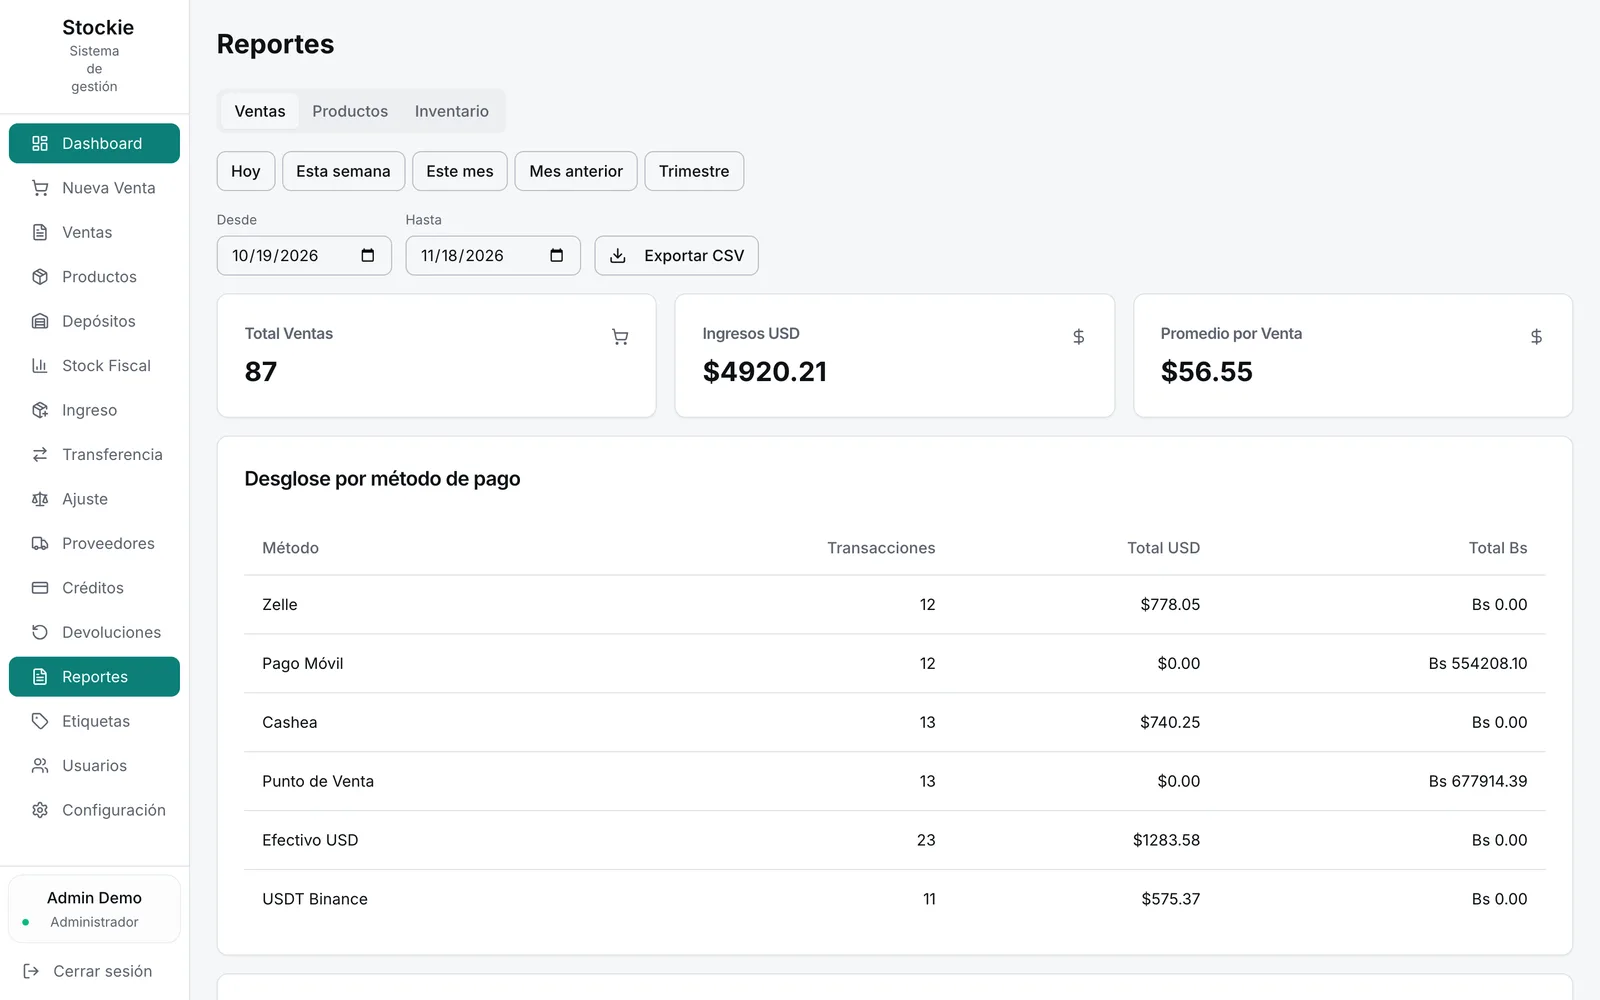 Stockie
Sistema
de
gestión
Dashboard
Nueva Venta
Ventas
Productos
Depósitos
Stock Fiscal
Ingreso
Transferencia
Ajuste
Proveedores
Créditos
Devoluciones
Reportes
Etiquetas
Usuarios
Configuración
Admin Demo
Administrador
Cerrar sesión
Reportes
Ventas Productos Inventario
Hoy Esta semana Este mes Mes anterior Trimestre
Desde Hasta
10/19/2026 11/18/2026 Exportar CSV
Total Ventas
87
Ingresos USD $
$4920.21
Promedio por Venta $
$56.55
Desglose por método de pago
Método Transacciones Total USD Total Bs
Zelle 12 $778.05 Bs 0.00
Pago Móvil 12 $0.00 Bs 554208.10
Cashea 13 $740.25 Bs 0.00
Punto de Venta 13 $0.00 Bs 677914.39
Efectivo USD 23 $1283.58 Bs 0.00
USDT Binance 11 $575.37 Bs 0.00